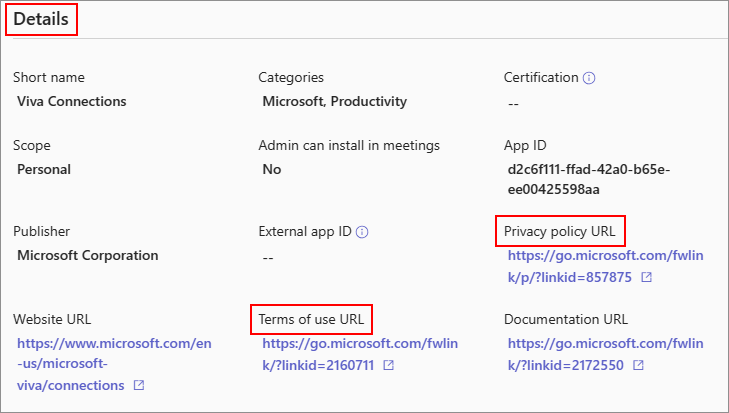 Details
Short name
Viva Connections
Categories
Microsoft, Productivity
Certification
--
Scope
Personal
Admin can install in meetings
No
App ID
d2c6f111-ffad-42a0-b65e-
ee00425598aa
Publisher
Microsoft Corporation
External app ID
--
Privacy policy URL
https://go.microsoft.com/fwlin
k/p/?linkid=857875
Website URL
https://www.microsoft.com/en
-us/microsoft-
viva/connections
Terms of use URL
https://go.microsoft.com/fwlin
k/?linkid=2160711
Documentation URL
https://go.microsoft.com/fwlin
k/?linkid=2172550